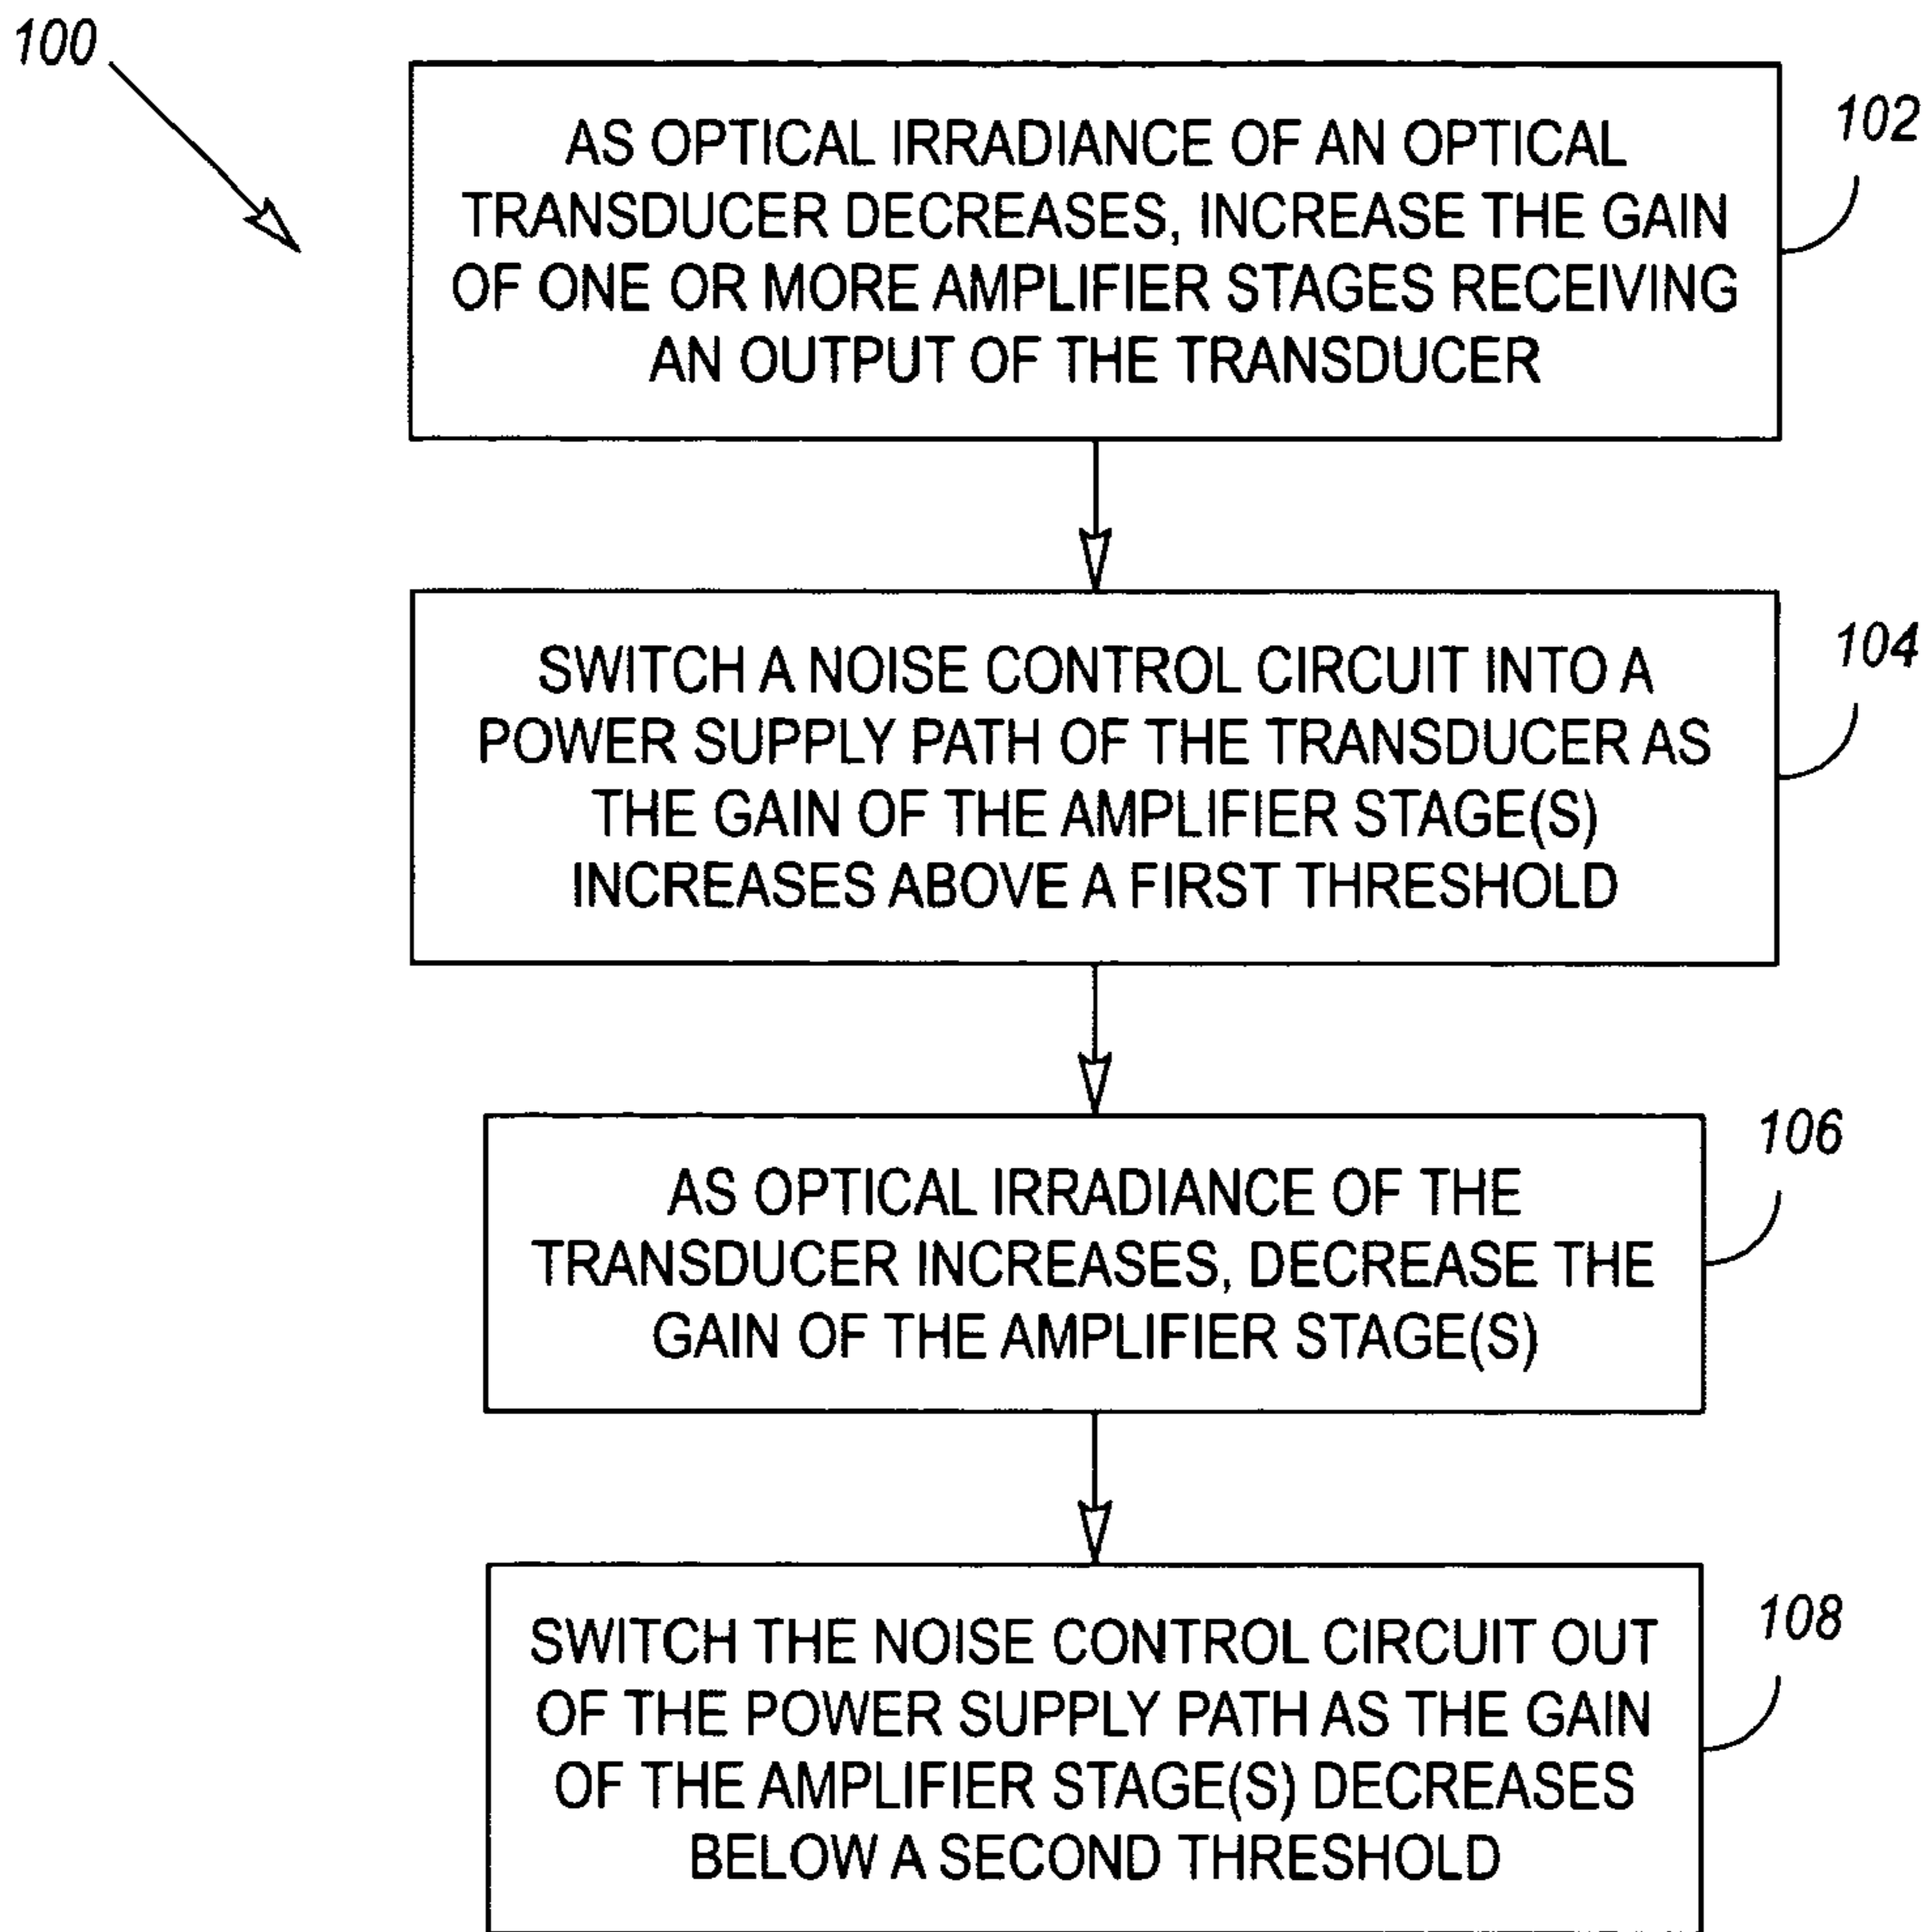 100
AS OPTICAL IRRADIANCE OF AN OPTICAL
TRANSDUCER DECREASES, INCREASE THE GAIN
OF ONE OR MORE AMPLIFIER STAGES RECEIVING
AN OUTPUT OF THE TRANSDUCER
102
SWITCH A NOISE CONTROL CIRCUIT INTO A
POWER SUPPLY PATH OF THE TRANSDUCER AS
THE GAIN OF THE AMPLIFIER STAGE(S)
INCREASES ABOVE A FIRST THRESHOLD
104
AS OPTICAL IRRADIANCE OF THE
TRANSDUCER INCREASES, DECREASE THE
GAIN OF THE AMPLIFIER STAGE(S)
106
SWITCH THE NOISE CONTROL CIRCUIT OUT
OF THE POWER SUPPLY PATH AS THE GAIN
OF THE AMPLIFIER STAGE(S) DECREASES
BELOW A SECOND THRESHOLD
108